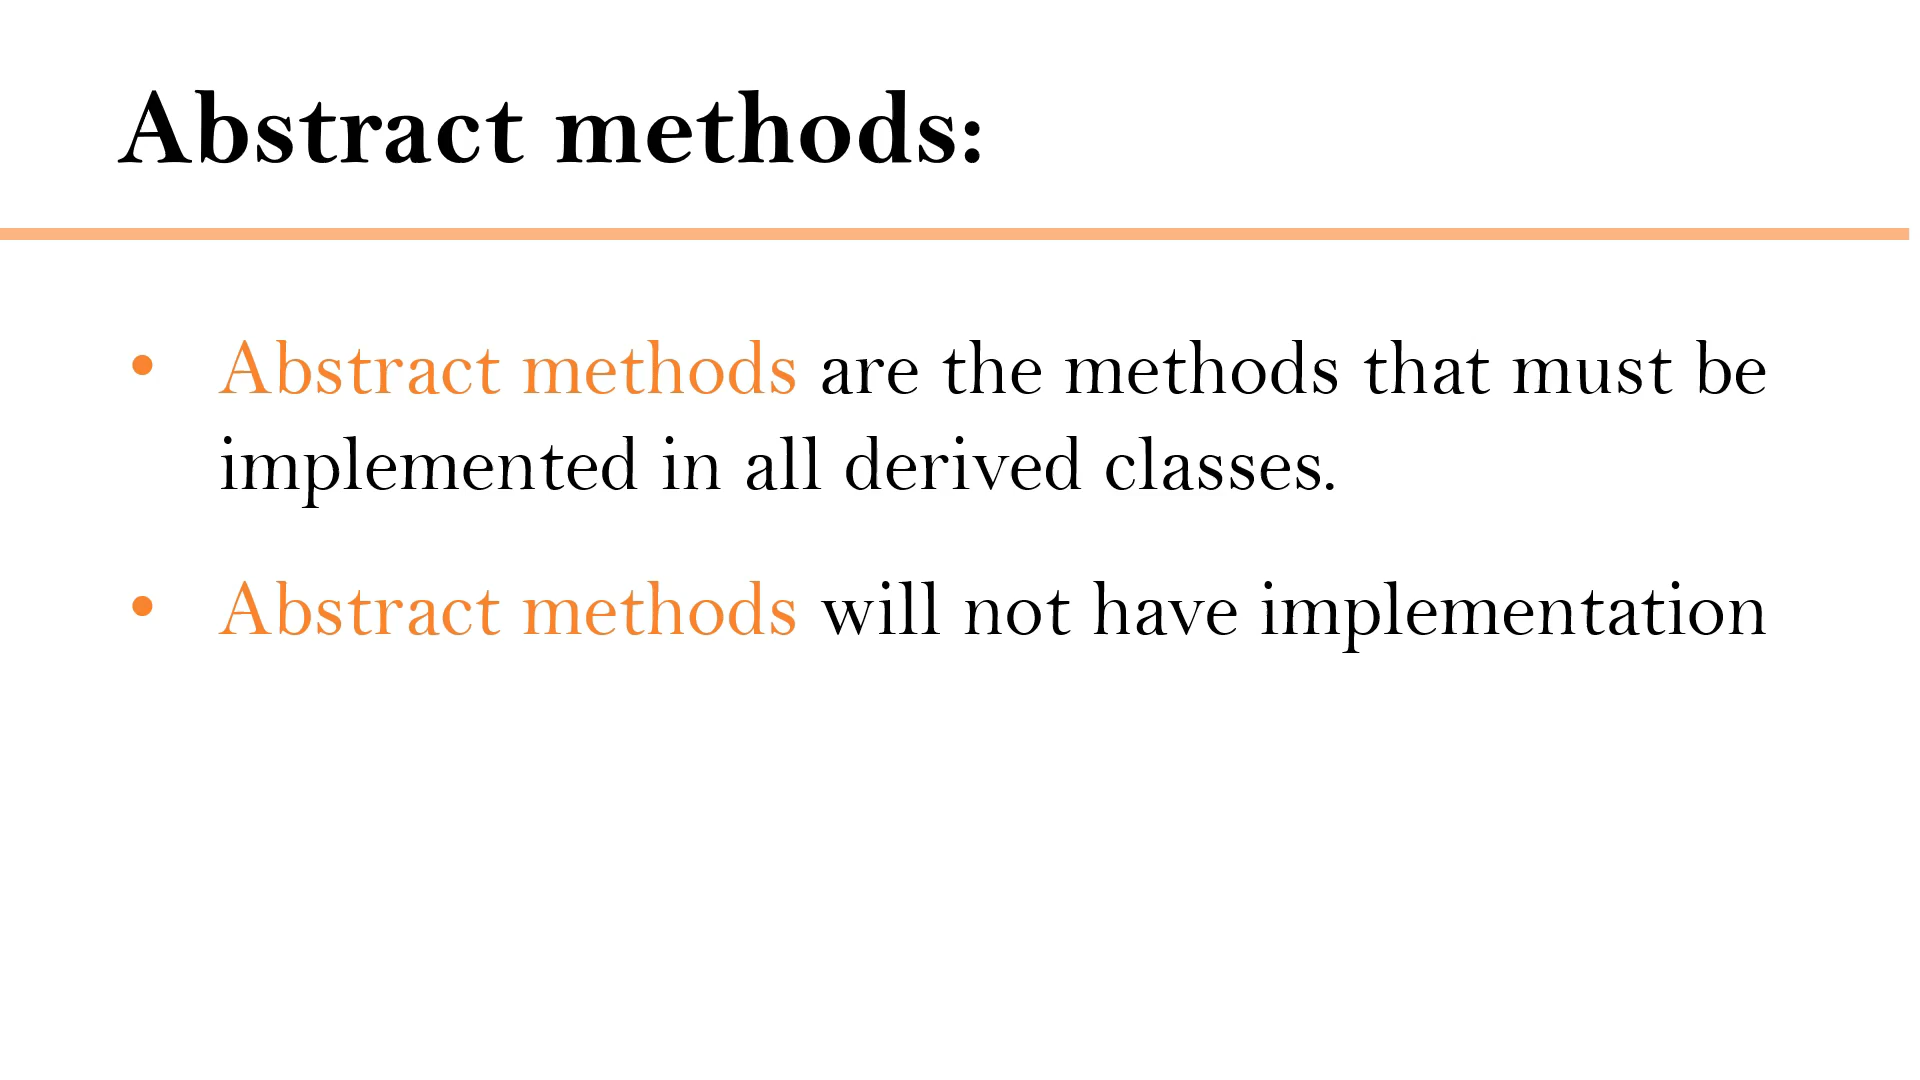 Abstract methods:
• Abstract methods are the methods that must be
implemented in all derived classes.
• Abstract methods will not have implementation